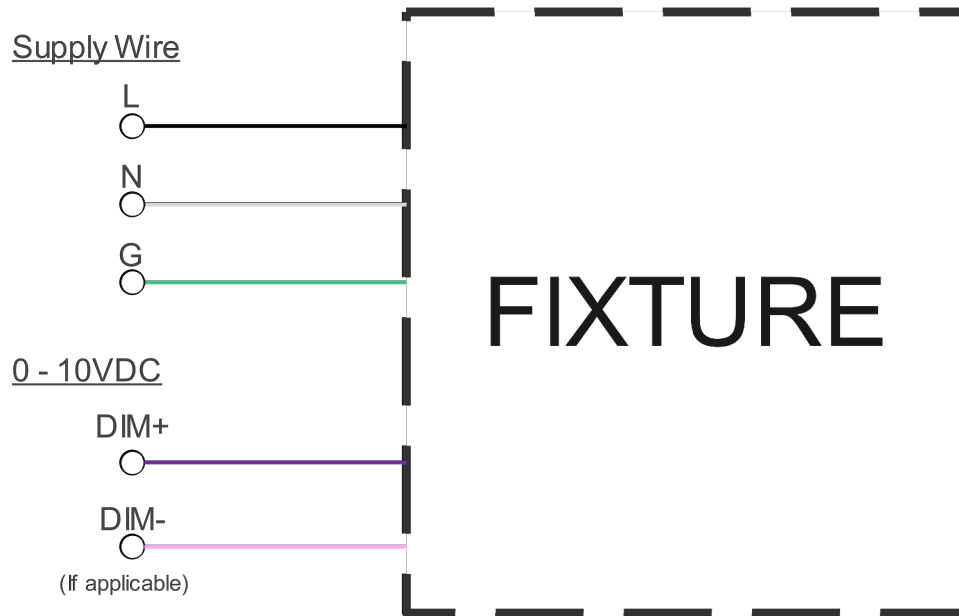 Supply Wire
L
N
G
FIXTURE
0 - 10VDC
DIM+
DIM-
(If applicable)